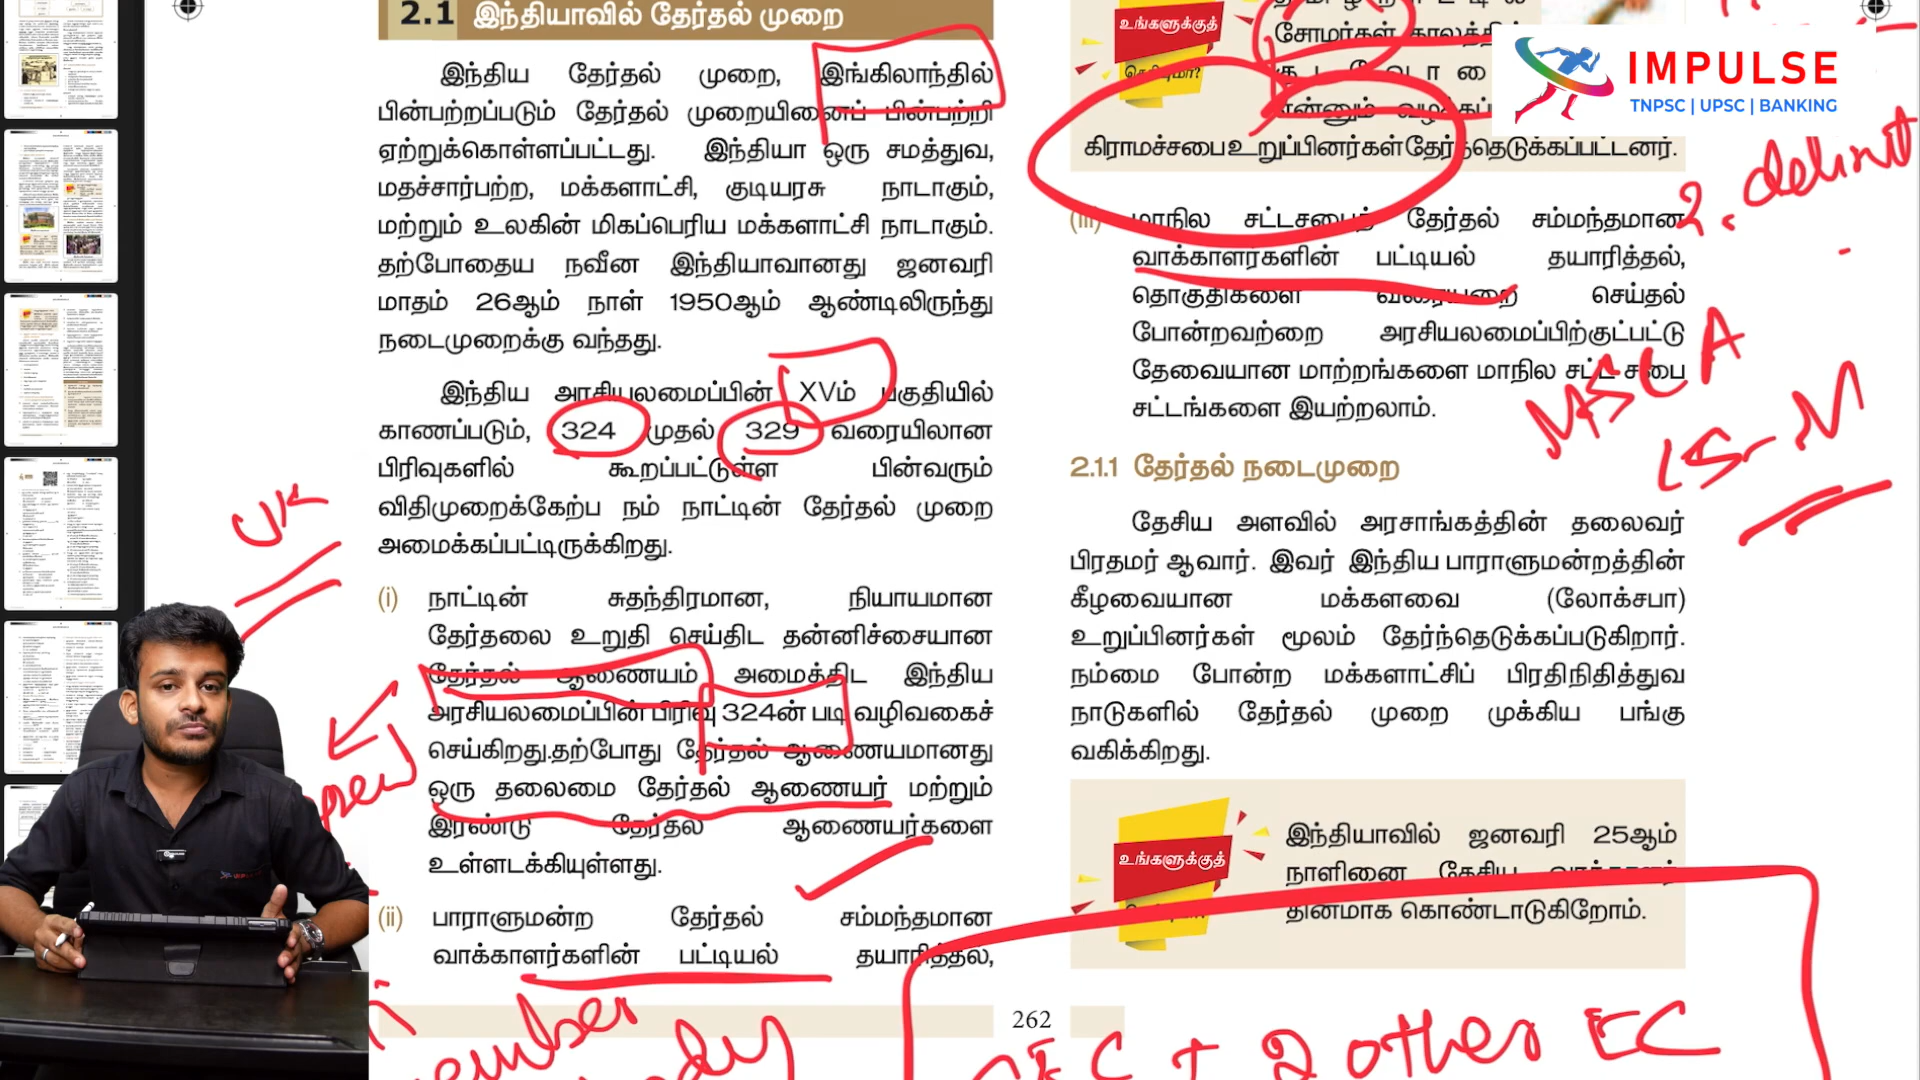 2.1 இந்தியாவில் தேர்தல் முறை
இந்திய தேர்தல் முறை, இங்கிலாந்தில்
பின்பற்றப்படும் தேர்தல் முறையினைப் பின்பற்றி
ஏற்றுக்கொள்ளப்பட்டது. இந்தியா ஒரு சமத்துவ,
மதச்சார்பற்ற, மக்களாட்சி, குடியரசு நாடாகும்,
மற்றும் உலகின் மிகப்பெரிய மக்களாட்சி நாடாகும்.
தற்போதைய நவீன இந்தியாவானது ஜனவரி
மாதம் 26ஆம் நாள் 1950ஆம் ஆண்டிலிருந்து
நடைமுறைக்கு வந்தது.
இந்திய அரசியலமைப்பின் XVம் பகுதியில்
காணப்படும், 324 முதல் 329 வரையிலான
பிரிவுகளில் கூறப்பட்டுள்ள பின்வரும்
விதிமுறைக்கேற்ப நம் நாட்டின் தேர்தல் முறை
அமைக்கப்பட்டிருக்கிறது.
UK
(i) நாட்டின் சுதந்திரமான, நியாயமான
தேர்தலை உறுதி செய்திட தன்னிச்சையான
தேர்தல் ஆணையம் அமைத்திட இந்திய
அரசியலமைப்பின் பிரிவு 324ன் படி வழிவகைச்
செய்கிறது.தற்போது தேர்தல் ஆணையமானது
ஒரு தலைமை தேர்தல் ஆணையர் மற்றும்
இரண்டு தேர்தல் ஆணையர்களை
உள்ளடக்கியுள்ளது.
(ii) பாராளுமன்ற தேர்தல் சம்மந்தமான
வாக்காளர்களின் பட்டியல் தயாரித்தல்,
உங்களுக்குத்
தெரியுமா?
சோழர்கள் காலத்தில்
என்னும்
கிராமச்சபை உறுப்பினர்கள் தேர்ந்தெடுக்கப்பட்டனர்.
IMPULSE
TNPSC | UPSC | BANKING
2. delimit
(iii) மாநில சட்டசபைத் தேர்தல் சம்மந்தமான
வாக்காளர்களின் பட்டியல் தயாரித்தல்,
தொகுதிகளை வரையறை செய்தல்
போன்றவற்றை அரசியலமைப்பிற்குட்பட்டு
தேவையான மாற்றங்களை மாநில சட்ட சபை
சட்டங்களை இயற்றலாம்.
2.1.1 தேர்தல் நடைமுறை
தேசிய அளவில் அரசாங்கத்தின் தலைவர்
பிரதமர் ஆவார். இவர் இந்திய பாராளுமன்றத்தின்
கீழவையான மக்களவை (லோக்சபா)
உறுப்பினர்கள் மூலம் தேர்ந்தெடுக்கப்படுகிறார்.
நம்மை போன்ற மக்களாட்சிப் பிரதிநிதித்துவ
நாடுகளில் தேர்தல் முறை முக்கிய பங்கு
வகிக்கிறது.
உங்களுக்குத்
இந்தியாவில் ஜனவரி 25ஆம்
நாளினை தேசிய வாக்காளர்
தினமாக கொண்டாடுகிறோம்.
262
2 other EC